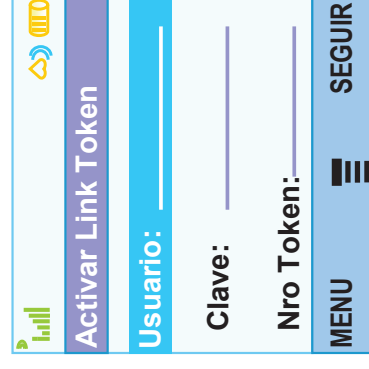 Activar Link Token
Usuario:
Clave:
Nro Token:
MENU SEGUIR